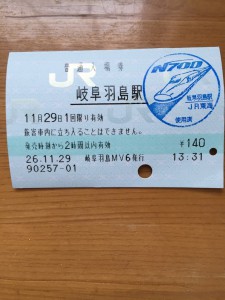 JR
普通入場券
岐阜羽島駅
N700
岐阜羽島駅
JR東海
使用済
11月29日1回限り有効
旅客車内に立ち入ることはできません。
発売時刻から2時間以内有効
￥140
26.11.29 岐阜羽島MV6発行 13:31
90257-01